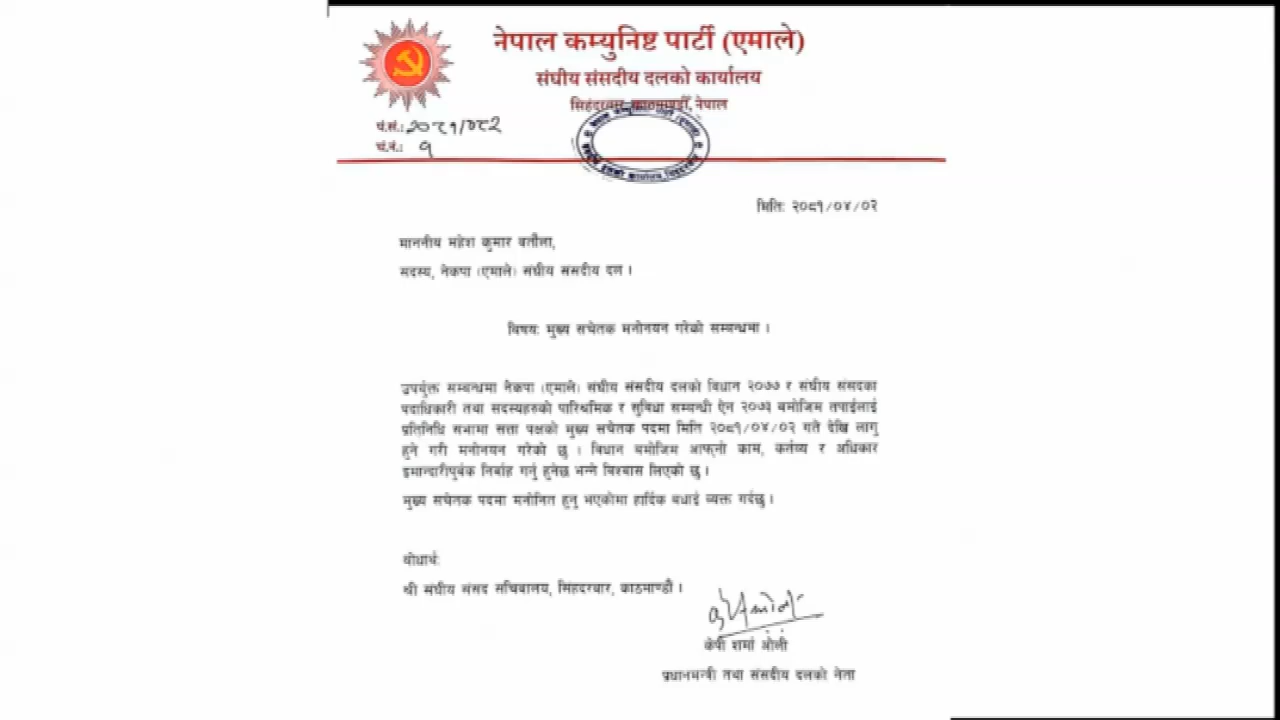 नेपाल कम्युनिष्ट पार्टी (एमाले)
संघीय संसदीय दलको कार्यालय
सिहंदरबार, काठमाण्डौं, नेपाल
पं.सं.: २०८१/०८२
चं.नं.: १
मिति: २०८१/०४/०२
माननीय महेश कुमार बर्तौला,
सदस्य, नेकपा (एमाले) संघीय संसदीय दल ।
विषय: मुख्य सचेतक मनोनयन गरेको सम्बन्धमा ।
उपर्युक्त सम्बन्धमा नेकपा (एमाले) संघीय संसदीय दलको विधान २०७७ र संघीय संसदका
पदाधिकारी तथा सदस्यहरुको पारिश्रमिक र सुविधा सम्बन्धी ऐन २०७३ बमोजिम तपाईलाई
प्रतिनिधि सभामा सत्ता पक्षको मुख्य सचेतक पदमा मिति २०८१/०४/०२ गते देखि लागु
हुने गरी मनोनयन गरेको छु । विधान बमोजिम आफ्नो काम, कर्तव्य र अधिकार
इमान्दारीपुर्वक निर्वाह गर्नु हुनेछ भन्ने विश्वास लिएको छु ।
मुख्य सचेतक पदमा मनोनित हुनु भएकोमा हार्दिक बधाई व्यक्त गर्दछु ।
बोधार्थ:
श्री संघीय संसद सचिवालय, सिंहदरबार, काठमाण्डौ ।
केपी शर्मा ओली
प्रधानमन्त्री तथा संसदीय दलको नेता